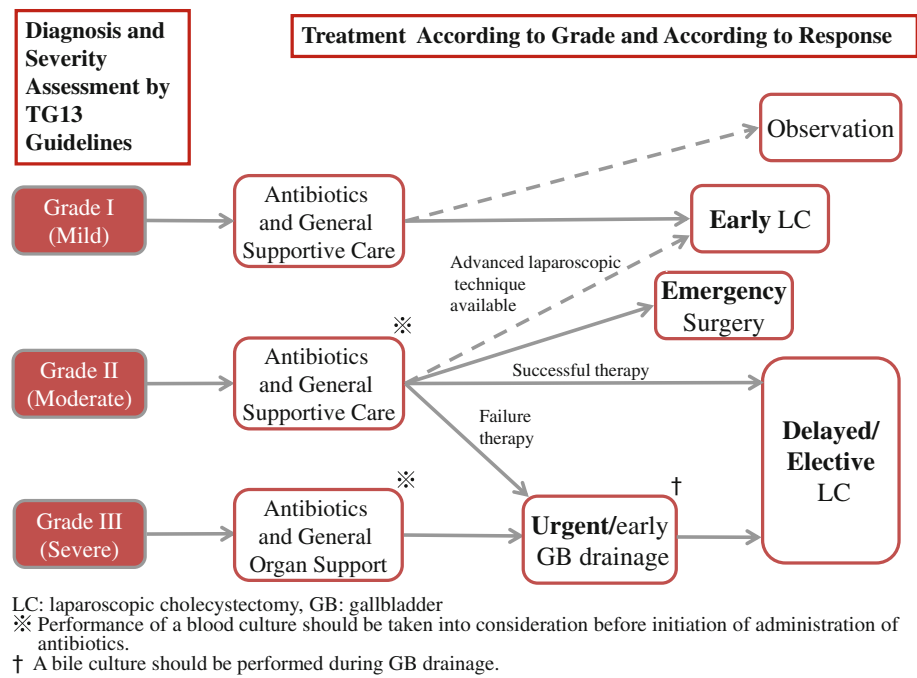 Diagnosis and
Severity
Assessment by
TG13
Guidelines
Treatment According to Grade and According to Response
Observation
Grade I
(Mild)
Antibiotics
and General
Supportive Care
Early LC
Advanced laparoscopic
technique
available
Emergency
Surgery
※
Grade II
(Moderate)
Antibiotics
and General
Supportive Care
Successful therapy
Failure
therapy
Delayed/
Elective
LC
※
Grade III
(Severe)
Antibiotics
and General
Organ Support
†
Urgent/early
GB drainage
LC: laparoscopic cholecystectomy, GB: gallbladder
※ Performance of a blood culture should be taken into consideration before initiation of administration of
antibiotics.
† A bile culture should be performed during GB drainage.